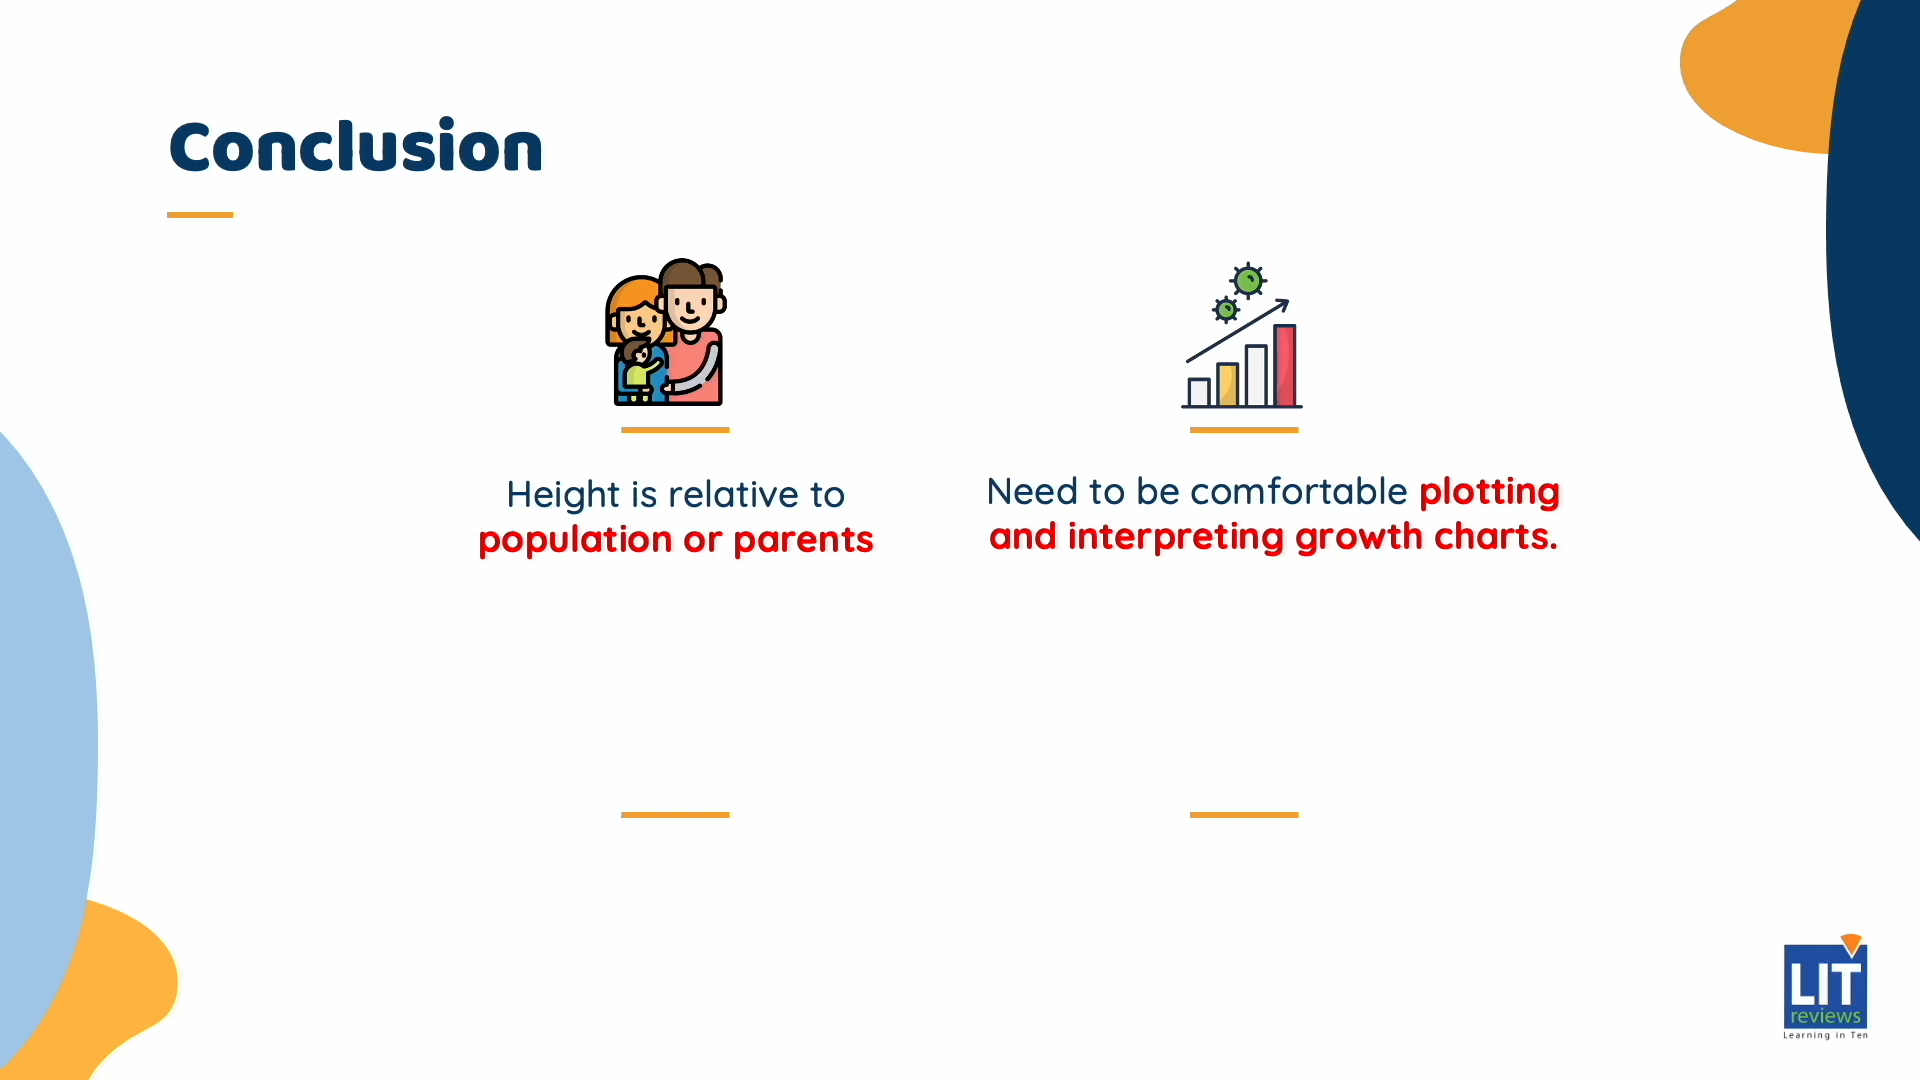 Conclusion
Height is relative to
population or parents
Need to be comfortable plotting
and interpreting growth charts.
LIT
reviews
Learning in Ten